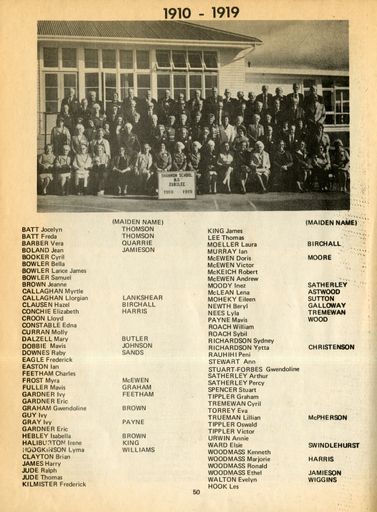 1910 - 1919
SHANNON SCHOOL
JUBILEE
(MAIDEN NAME)
BATT Jocelyn THOMSON
BATT Freda THOMSON
BARBER Vera QUARRIE
BOLAND Jean JAMIESON
BOOKER Cyril
BOWLER Bella
BOWLER Lance James
BOWLER Samuel
BROWN Jeanne
CALLAGHAN Myrtle
CALLAGHAN Llorgian LANKSHEAR
CLAUSEN Hazel BIRCHALL
CONCHIE Elizabeth HARRIS
CROON Lloyd
CONSTABLE Edna
CURRAN Molly
DALZELL Mary BUTLER
DOBBIE Mavis JOHNSON
DOWNES Raby SANDS
EAGLE Frederick
EASTON Ian
FEETHAM Charles
FROST Myra McEWEN
FULLER Mavis GRAHAM
GARDNER Ivy FEETHAM
GARDNER Eric
GRAHAM Gwendoline BROWN
GUY Ivy
GRAY Ivy PAYNE
GARDNER Eric
HEBLEY Isabella BROWN
HALIBURTON Irene KING
HODGKINSON Lyma WILLIAMS
CLAYTON Brian
JAMES Harry
JUDE Ralph
JUDE Thomas
KILMISTER Frederick
(MAIDEN NAME)
KING James
LEE Thomas
MOELLER Laura BIRCHALL
MURRAY Ian
McEWEN Doris MOORE
McEWEN Victor
McKEICH Robert
McEWEN Andrew
MOODY Inez SATHERLEY
McLEAN Lena ASTWOOD
MOHEKY Eileen SUTTON
NEWTH Beryl GALLOWAY
NEES Lyla TREMEWAN
PAYNE Mavis WOOD
ROACH William
ROACH Sybil
RICHARDSON Sydney
RICHARDSON Yetta CHRISTENSON
RAUHIHI Peni
STEWART Ann
STUART-FORBES Gwendoline
SATHERLEY Arthur
SATHERLEY Percy
SPENCER Stuart
TIPPLER Graham
TREMEWAN Cyril
TORREY Eva
TRUEMAN Lillian McPHERSON
TIPPLER Oswald
TIPPLER Victor
URWIN Annie
WARD Elsie SWINDLEHURST
WOODMASS Kenneth
WOODMASS Marjorie HARRIS
WOODMASS Ronald
WOODMASS Ethel JAMIESON
WALTON Evelyn WIGGINS
HOOK Les
50